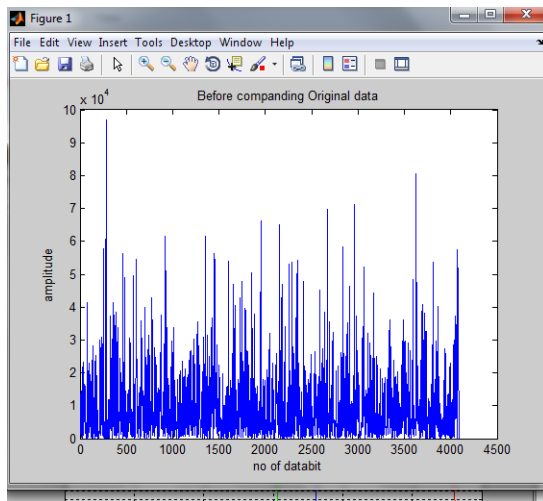 Figure 1
File Edit View Insert Tools Desktop Window Help
Before companding Original data
x 10⁴
10
9
8
7
6
5
4
3
2
1
0
amplitude
0 500 1000 1500 2000 2500 3000 3500 4000 4500
no of databit